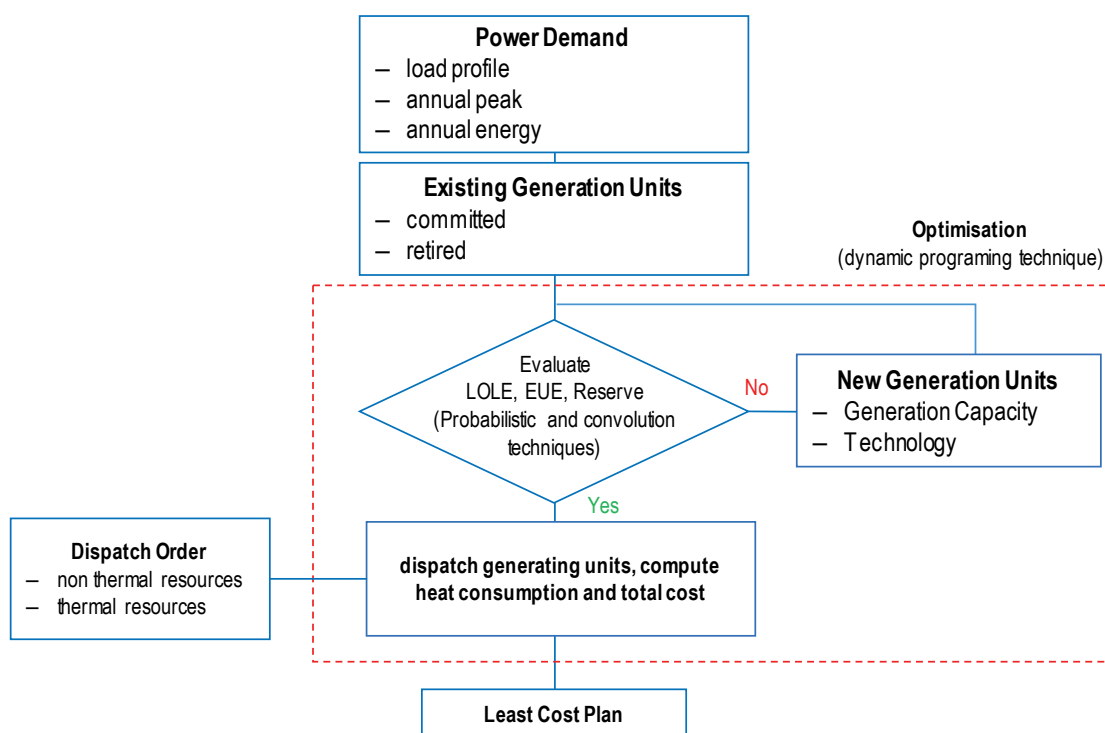 Power Demand
– load profile
– annual peak
– annual energy
Existing Generation Units
– committed
– retired
Optimisation
(dynamic programing technique)
Evaluate
LOLE, EUE, Reserve
(Probabilistic and convolution
techniques)
No
New Generation Units
– Generation Capacity
– Technology
Yes
Dispatch Order
– non thermal resources
– thermal resources
dispatch generating units, compute
heat consumption and total cost
Least Cost Plan